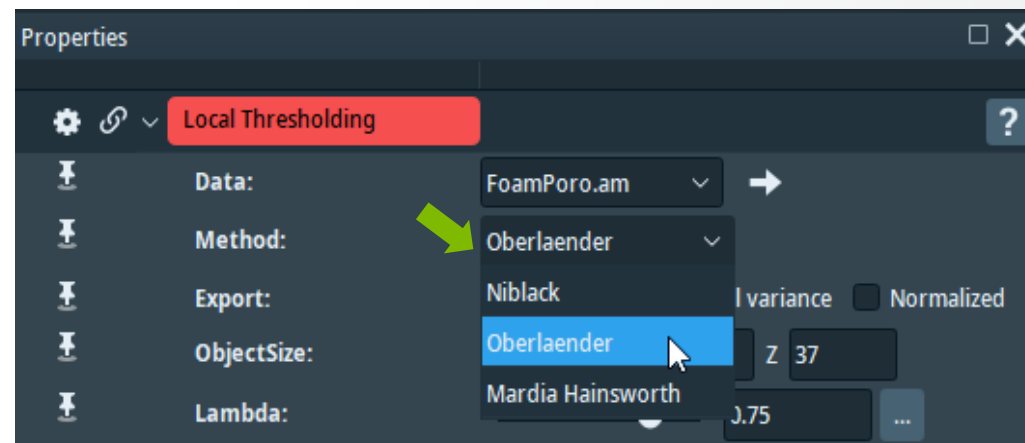 Properties
Local Thresholding
?
Data: FoamPoro.am
Method: Oberlaender
Niblack
Export: variance Normalized
Oberlaender
ObjectSize: Z 37
Mardia Hainsworth
Lambda: 0.75 ...